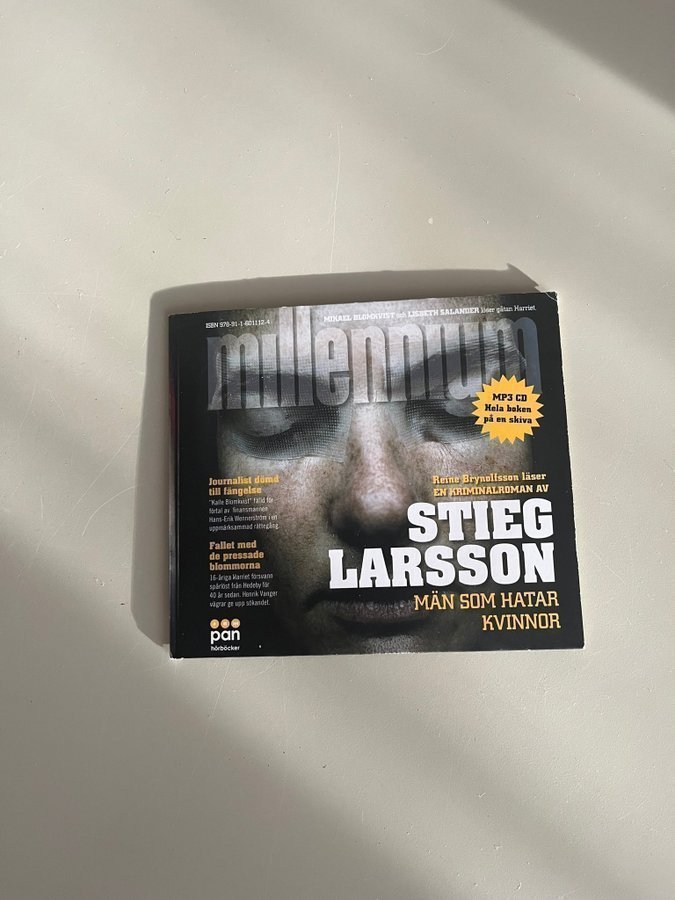 ISBN 978-91-1-601112-4
MIKAEL BLOMKVIST och LISBETH SALANDER löser gåtan Harriet.
millennium
MP3 CD
Hela boken
på en skiva
Journalist dömd
till fängelse
"Kalle Blomkvist" fälld för
förtal av finansmannen
Hans-Erik Wennerström i en
uppmärksammad rättegång.
Fallet med
de pressade
blommorna
16-åriga Harriet försvann
spårlöst från Hedeby för
40 år sedan. Henrik Vanger
vägrar ge upp sökandet.
Reine Brynolfsson läser
EN KRIMINALROMAN AV
STIEG
LARSSON
MÄN SOM HATAR
KVINNOR
pan
hörböcker